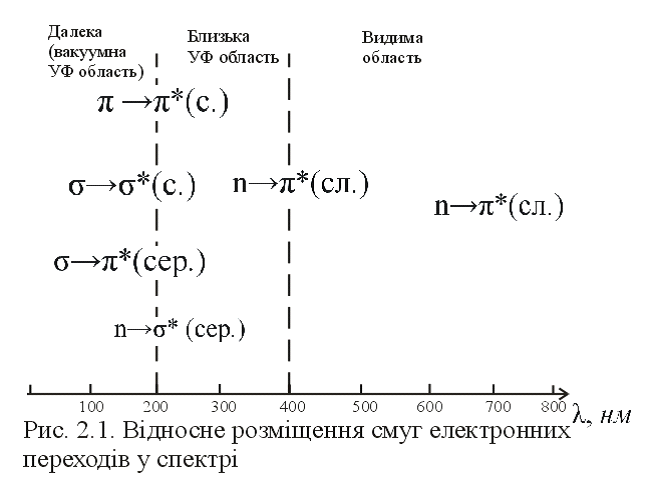 Далека
(вакуумна
УФ область)
Близька
УФ область
Видима
область
π →π*(с.)
σ→σ*(с.)
n→π*(сл.)
n→π*(сл.)
σ→π*(сер.)
n→σ* (сер.)
100 200 300 400 500 600 700 800 λ, нм
Рис. 2.1. Відносне розміщення смуг електронних
переходів у спектрі